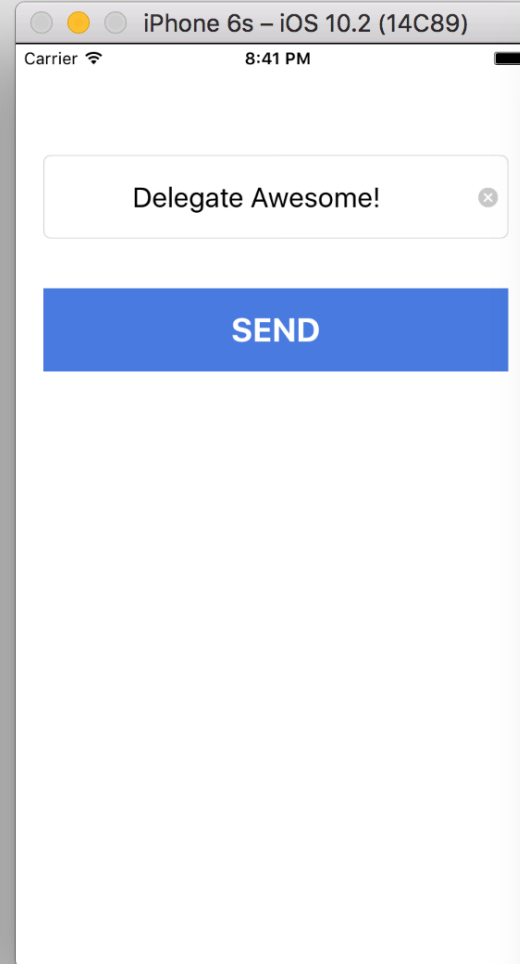 iPhone 6s – iOS 10.2 (14C89)
Carrier 8:41 PM
Delegate Awesome!
SEND